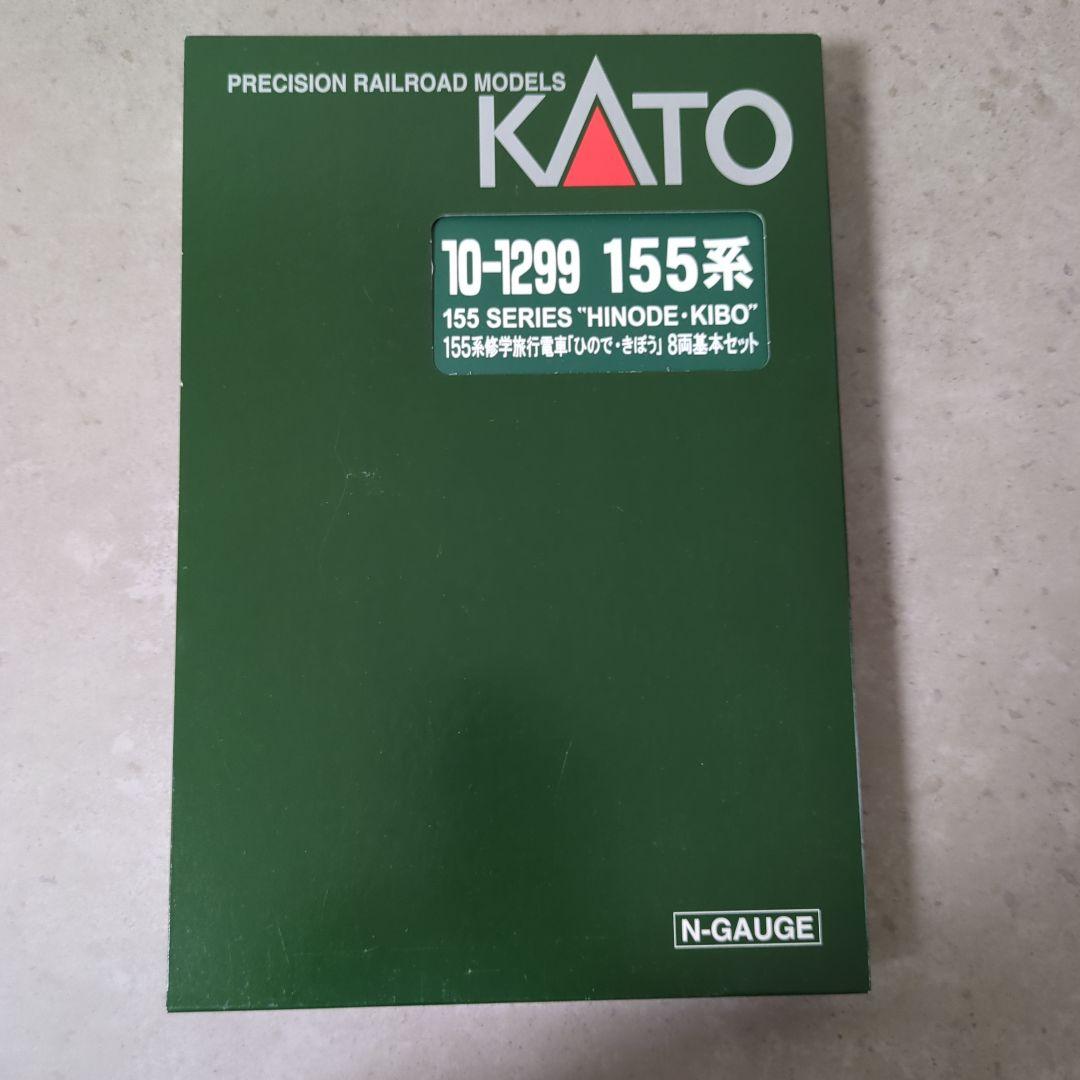 PRECISION RAILROAD MODELS
KATO
10-1299 155系
155 SERIES "HINODE・KIBO"
155系修学旅行電車「ひので・きぼう」8両基本セット
N-GAUGE